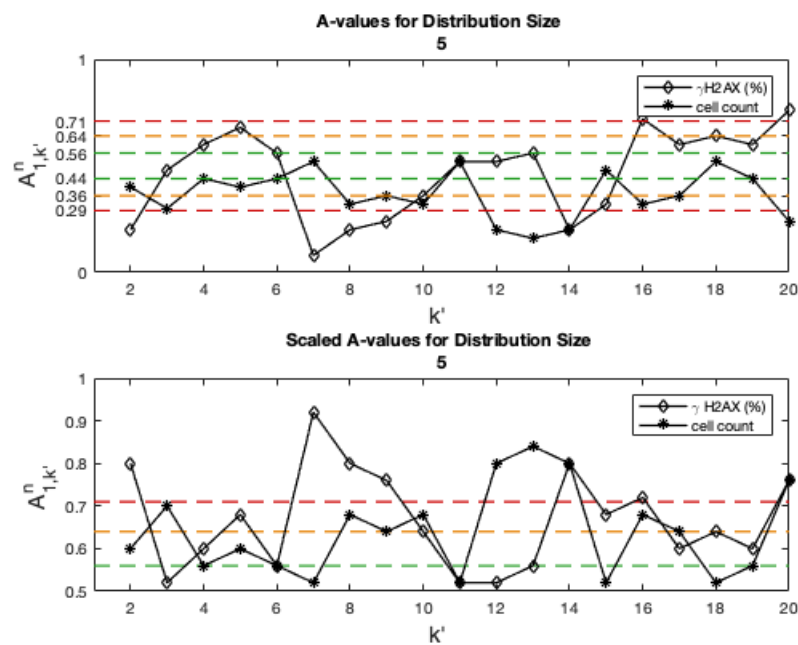 A-values for Distribution Size
5
1
0.71
0.64
0.56
0.44
0.36
0.29
0
A^n_{1,k'}
γH2AX (%)
cell count
2 4 6 8 10 12 14 16 18 20
k'
Scaled A-values for Distribution Size
5
1
0.9
0.8
0.7
0.6
0.5
A^n_{1,k'}
γ H2AX (%)
cell count
2 4 6 8 10 12 14 16 18 20
k'